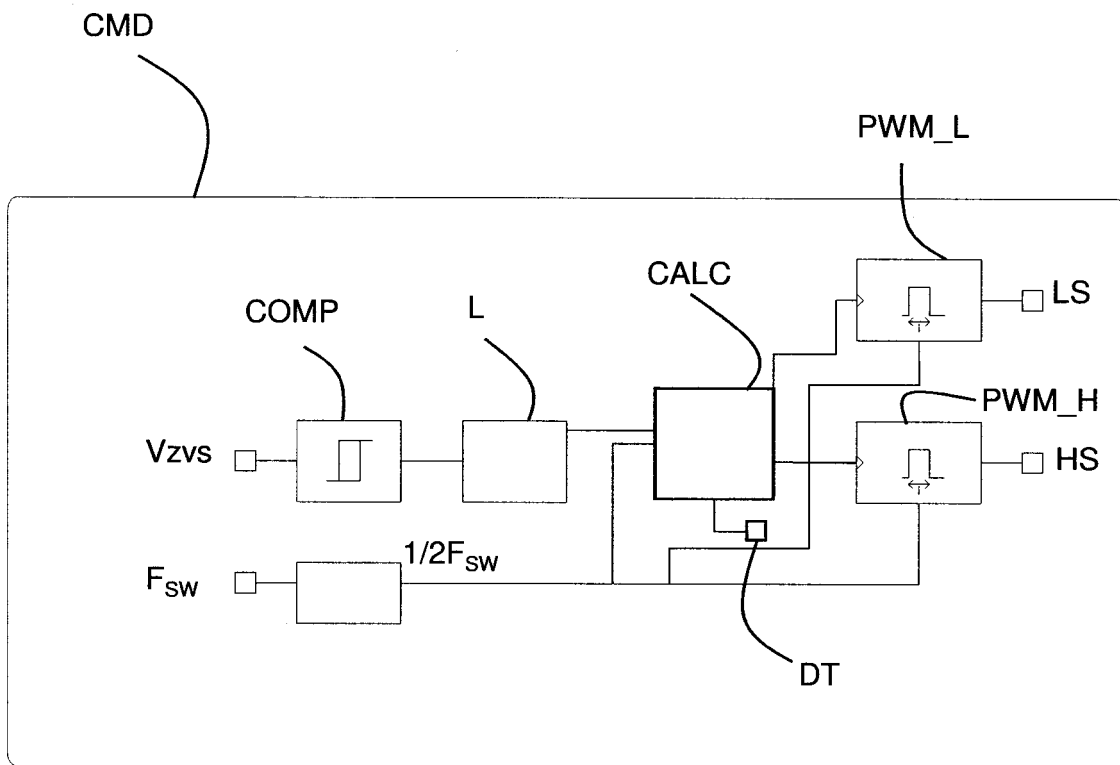 CMD
PWM_L
CALC
LS
COMP
L
PWM_H
Vzvs
HS
1/2F_SW
F_SW
DT